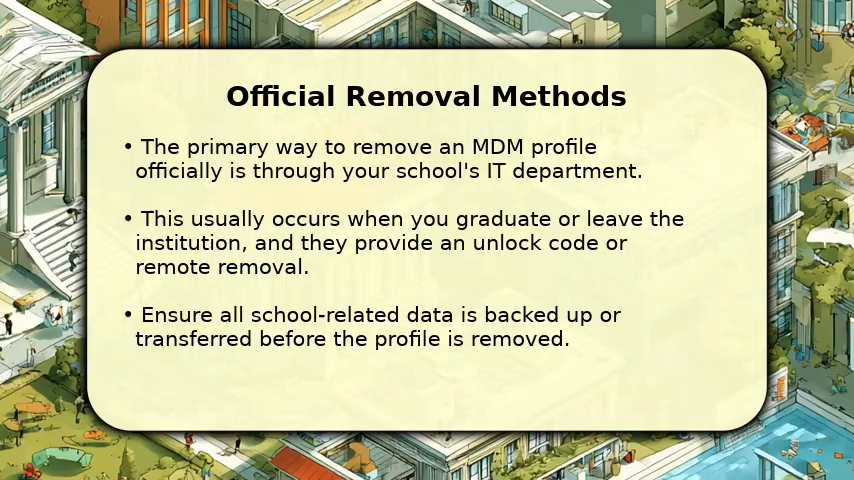 Official Removal Methods
• The primary way to remove an MDM profile
officially is through your school's IT department.
• This usually occurs when you graduate or leave the
institution, and they provide an unlock code or
remote removal.
• Ensure all school-related data is backed up or
transferred before the profile is removed.